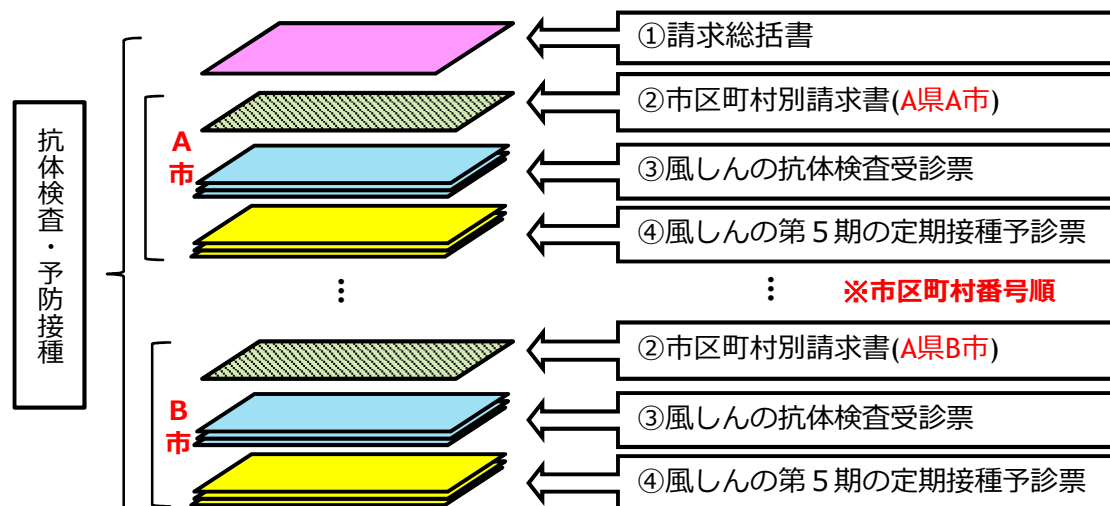 抗体検査・予防接種
①請求総括書
A市
②市区町村別請求書(A県A市)
③風しんの抗体検査受診票
④風しんの第５期の定期接種予診票
⋮
⋮
※市区町村番号順
B市
②市区町村別請求書(A県B市)
③風しんの抗体検査受診票
④風しんの第５期の定期接種予診票